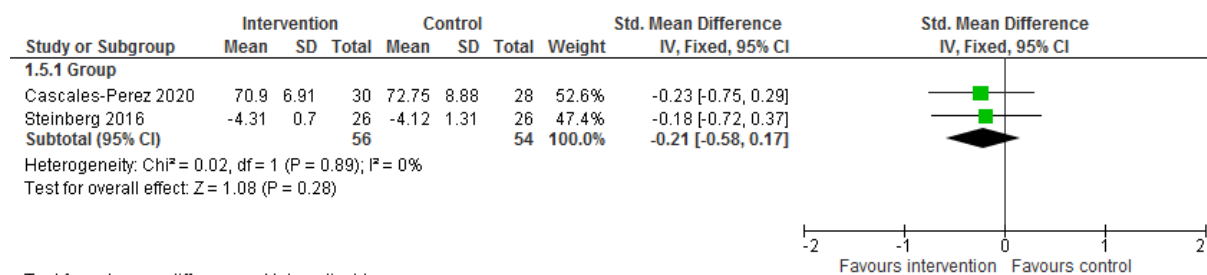 Intervention Control Std. Mean Difference Std. Mean Difference
Study or Subgroup Mean SD Total Mean SD Total Weight IV, Fixed, 95% CI IV, Fixed, 95% CI
1.5.1 Group
Cascales-Perez 2020 70.9 6.91 30 72.75 8.88 28 52.6% -0.23 [-0.75, 0.29]
Steinberg 2016 -4.31 0.7 26 -4.12 1.31 26 47.4% -0.18 [-0.72, 0.37]
Subtotal (95% CI) 56 54 100.0% -0.21 [-0.58, 0.17]
Heterogeneity: Chi² = 0.02, df = 1 (P = 0.89); I² = 0%
Test for overall effect: Z = 1.08 (P = 0.28)
-2 -1 0 1 2
Favours intervention Favours control